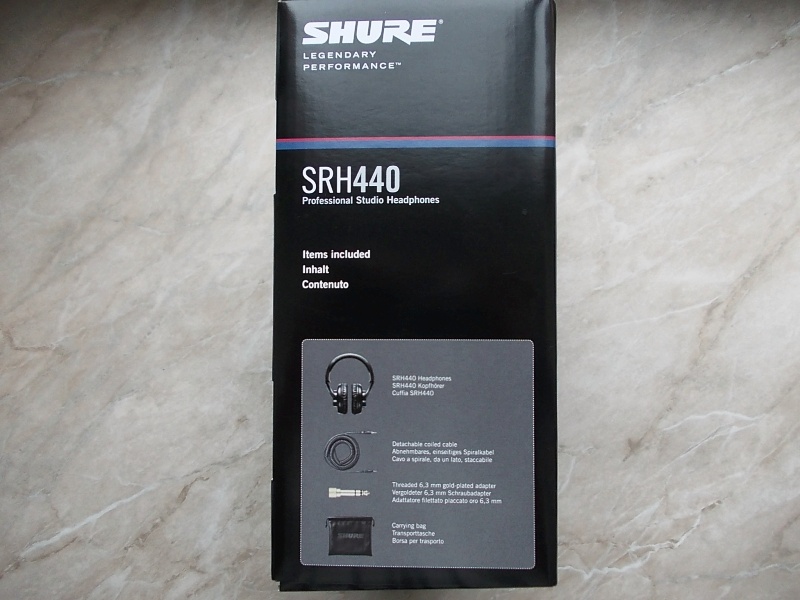 SHURE®
LEGENDARY
PERFORMANCE™
SRH440
Professional Studio Headphones
Items included
Inhalt
Contenuto
SRH440 Headphones
SRH440 Kopfhörer
Cuffia SRH440
Detachable coiled cable
Abnehmbares, einseitiges Spiralkabel
Cavo a spirale, da un lato, staccabile
Threaded 6,3 mm gold-plated adapter
Vergoldeter 6,3 mm Schraubadapter
Adattatore filettato placcato oro 6,3 mm
Carrying bag
Transporttasche
Borsa per trasporto
SHURE